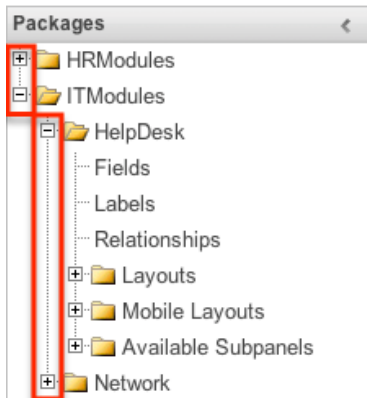 Packages
HRModules
ITModules
HelpDesk
Fields
Labels
Relationships
Layouts
Mobile Layouts
Available Subpanels
Network